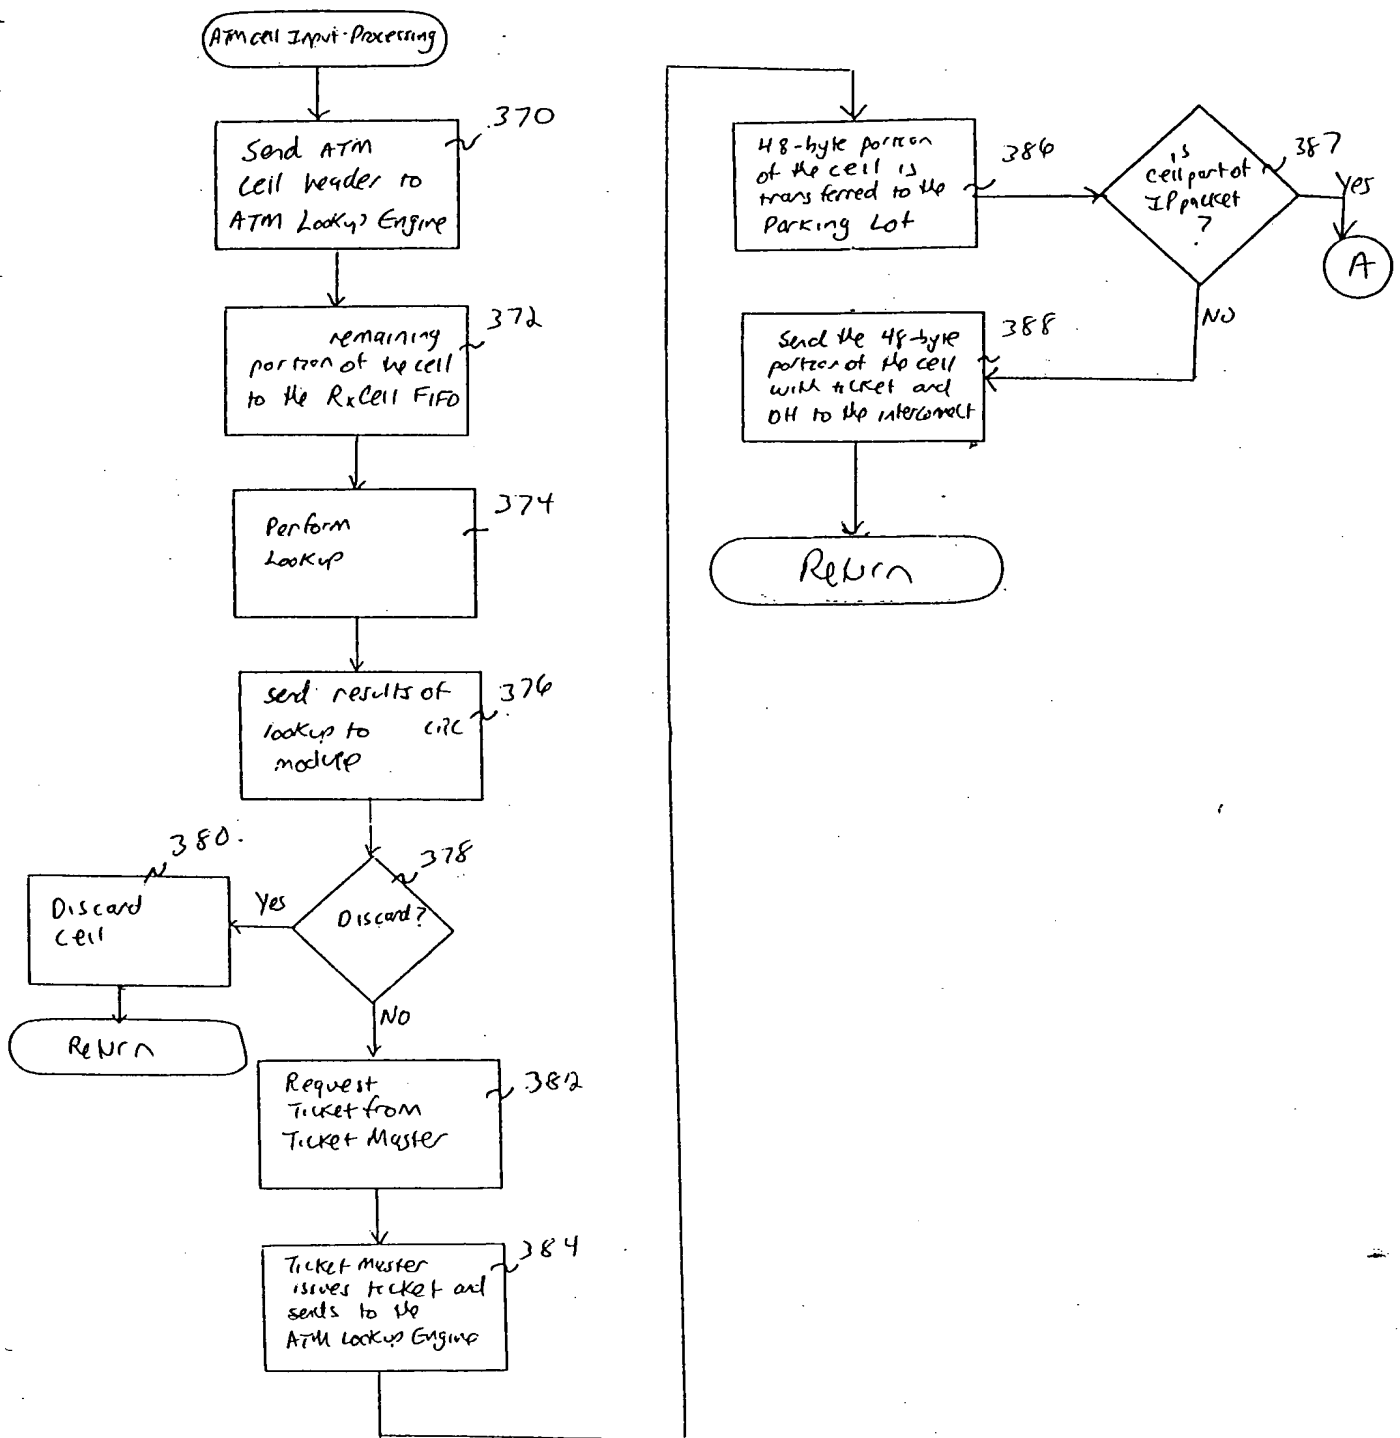 ATM cell Input-Processing
370
Send ATM
cell header to
ATM Lookup Engine
372
remaining
portion of the cell
to the RxCell FIFO
374
Perform
Lookup
376
send results of
lookup to CRC
module
378
Discard?
Yes
380
Discard
cell
Return
NO
382
Request
Ticket from
Ticket Master
384
Ticket Master
issues ticket and
sends to the
ATM Lookup Engine
386
48-byte portion
of the cell is
transferred to the
Parking Lot
387
is
cell part of
IP packet
?
Yes
A
NO
388
Send the 48-byte
portion of the cell
with ticket and
OH to the interconnect
Return